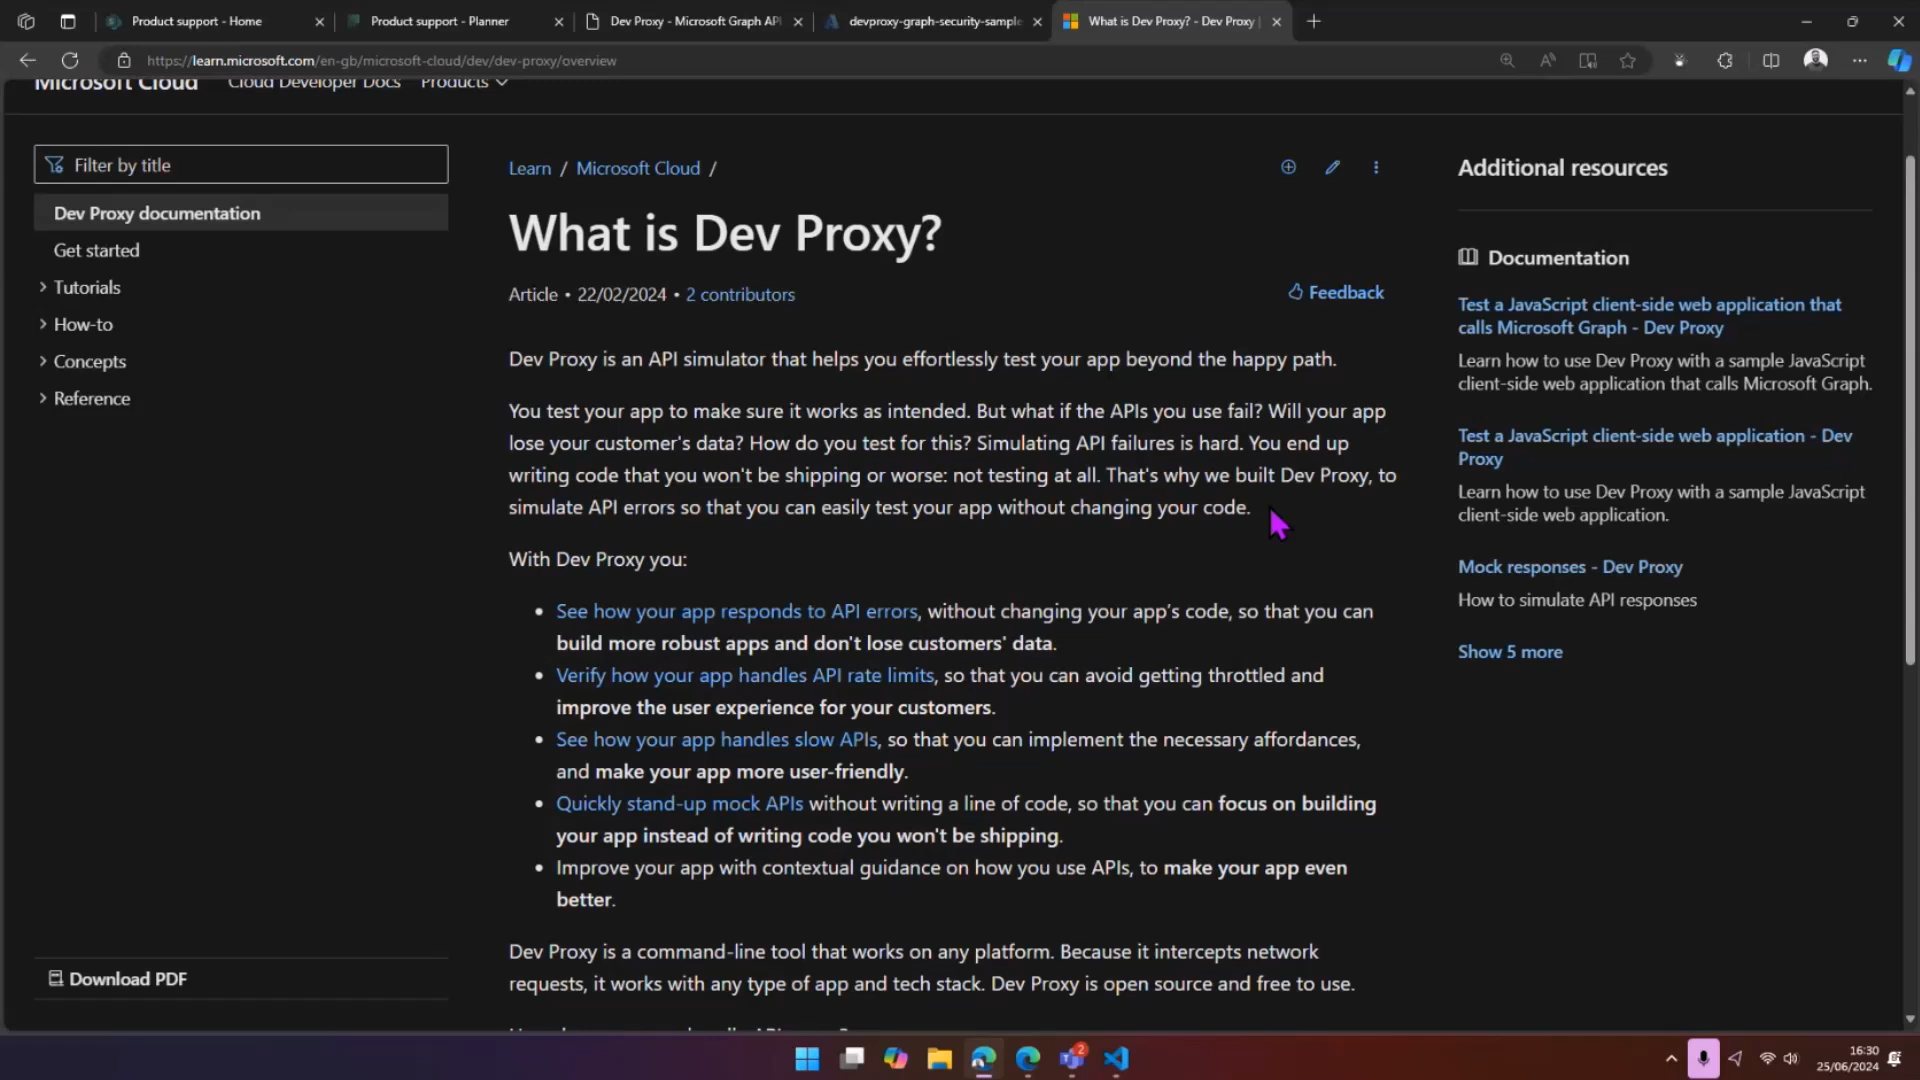 Product support - Home
Product support - Planner
Dev Proxy - Microsoft Graph API
devproxy-graph-security-sample
What is Dev Proxy? - Dev Proxy |
https://learn.microsoft.com/en-gb/microsoft-cloud/dev/dev-proxy/overview
Microsoft Cloud Cloud Developer Docs Products
Filter by title
Dev Proxy documentation
Get started
Tutorials
How-to
Concepts
Reference
Download PDF
Learn / Microsoft Cloud /
What is Dev Proxy?
Article • 22/02/2024 • 2 contributors
Feedback
Dev Proxy is an API simulator that helps you effortlessly test your app beyond the happy path.
You test your app to make sure it works as intended. But what if the APIs you use fail? Will your app
lose your customer's data? How do you test for this? Simulating API failures is hard. You end up
writing code that you won't be shipping or worse: not testing at all. That's why we built Dev Proxy, to
simulate API errors so that you can easily test your app without changing your code.
With Dev Proxy you:
• See how your app responds to API errors, without changing your app's code, so that you can
build more robust apps and don't lose customers' data.
• Verify how your app handles API rate limits, so that you can avoid getting throttled and
improve the user experience for your customers.
• See how your app handles slow APIs, so that you can implement the necessary affordances,
and make your app more user-friendly.
• Quickly stand-up mock APIs without writing a line of code, so that you can focus on building
your app instead of writing code you won't be shipping.
• Improve your app with contextual guidance on how you use APIs, to make your app even
better.
Dev Proxy is a command-line tool that works on any platform. Because it intercepts network
requests, it works with any type of app and tech stack. Dev Proxy is open source and free to use.
Additional resources
Documentation
Test a JavaScript client-side web application that
calls Microsoft Graph - Dev Proxy
Learn how to use Dev Proxy with a sample JavaScript
client-side web application that calls Microsoft Graph.
Test a JavaScript client-side web application - Dev
Proxy
Learn how to use Dev Proxy with a sample JavaScript
client-side web application.
Mock responses - Dev Proxy
How to simulate API responses
Show 5 more
2
16:30
25/06/2024